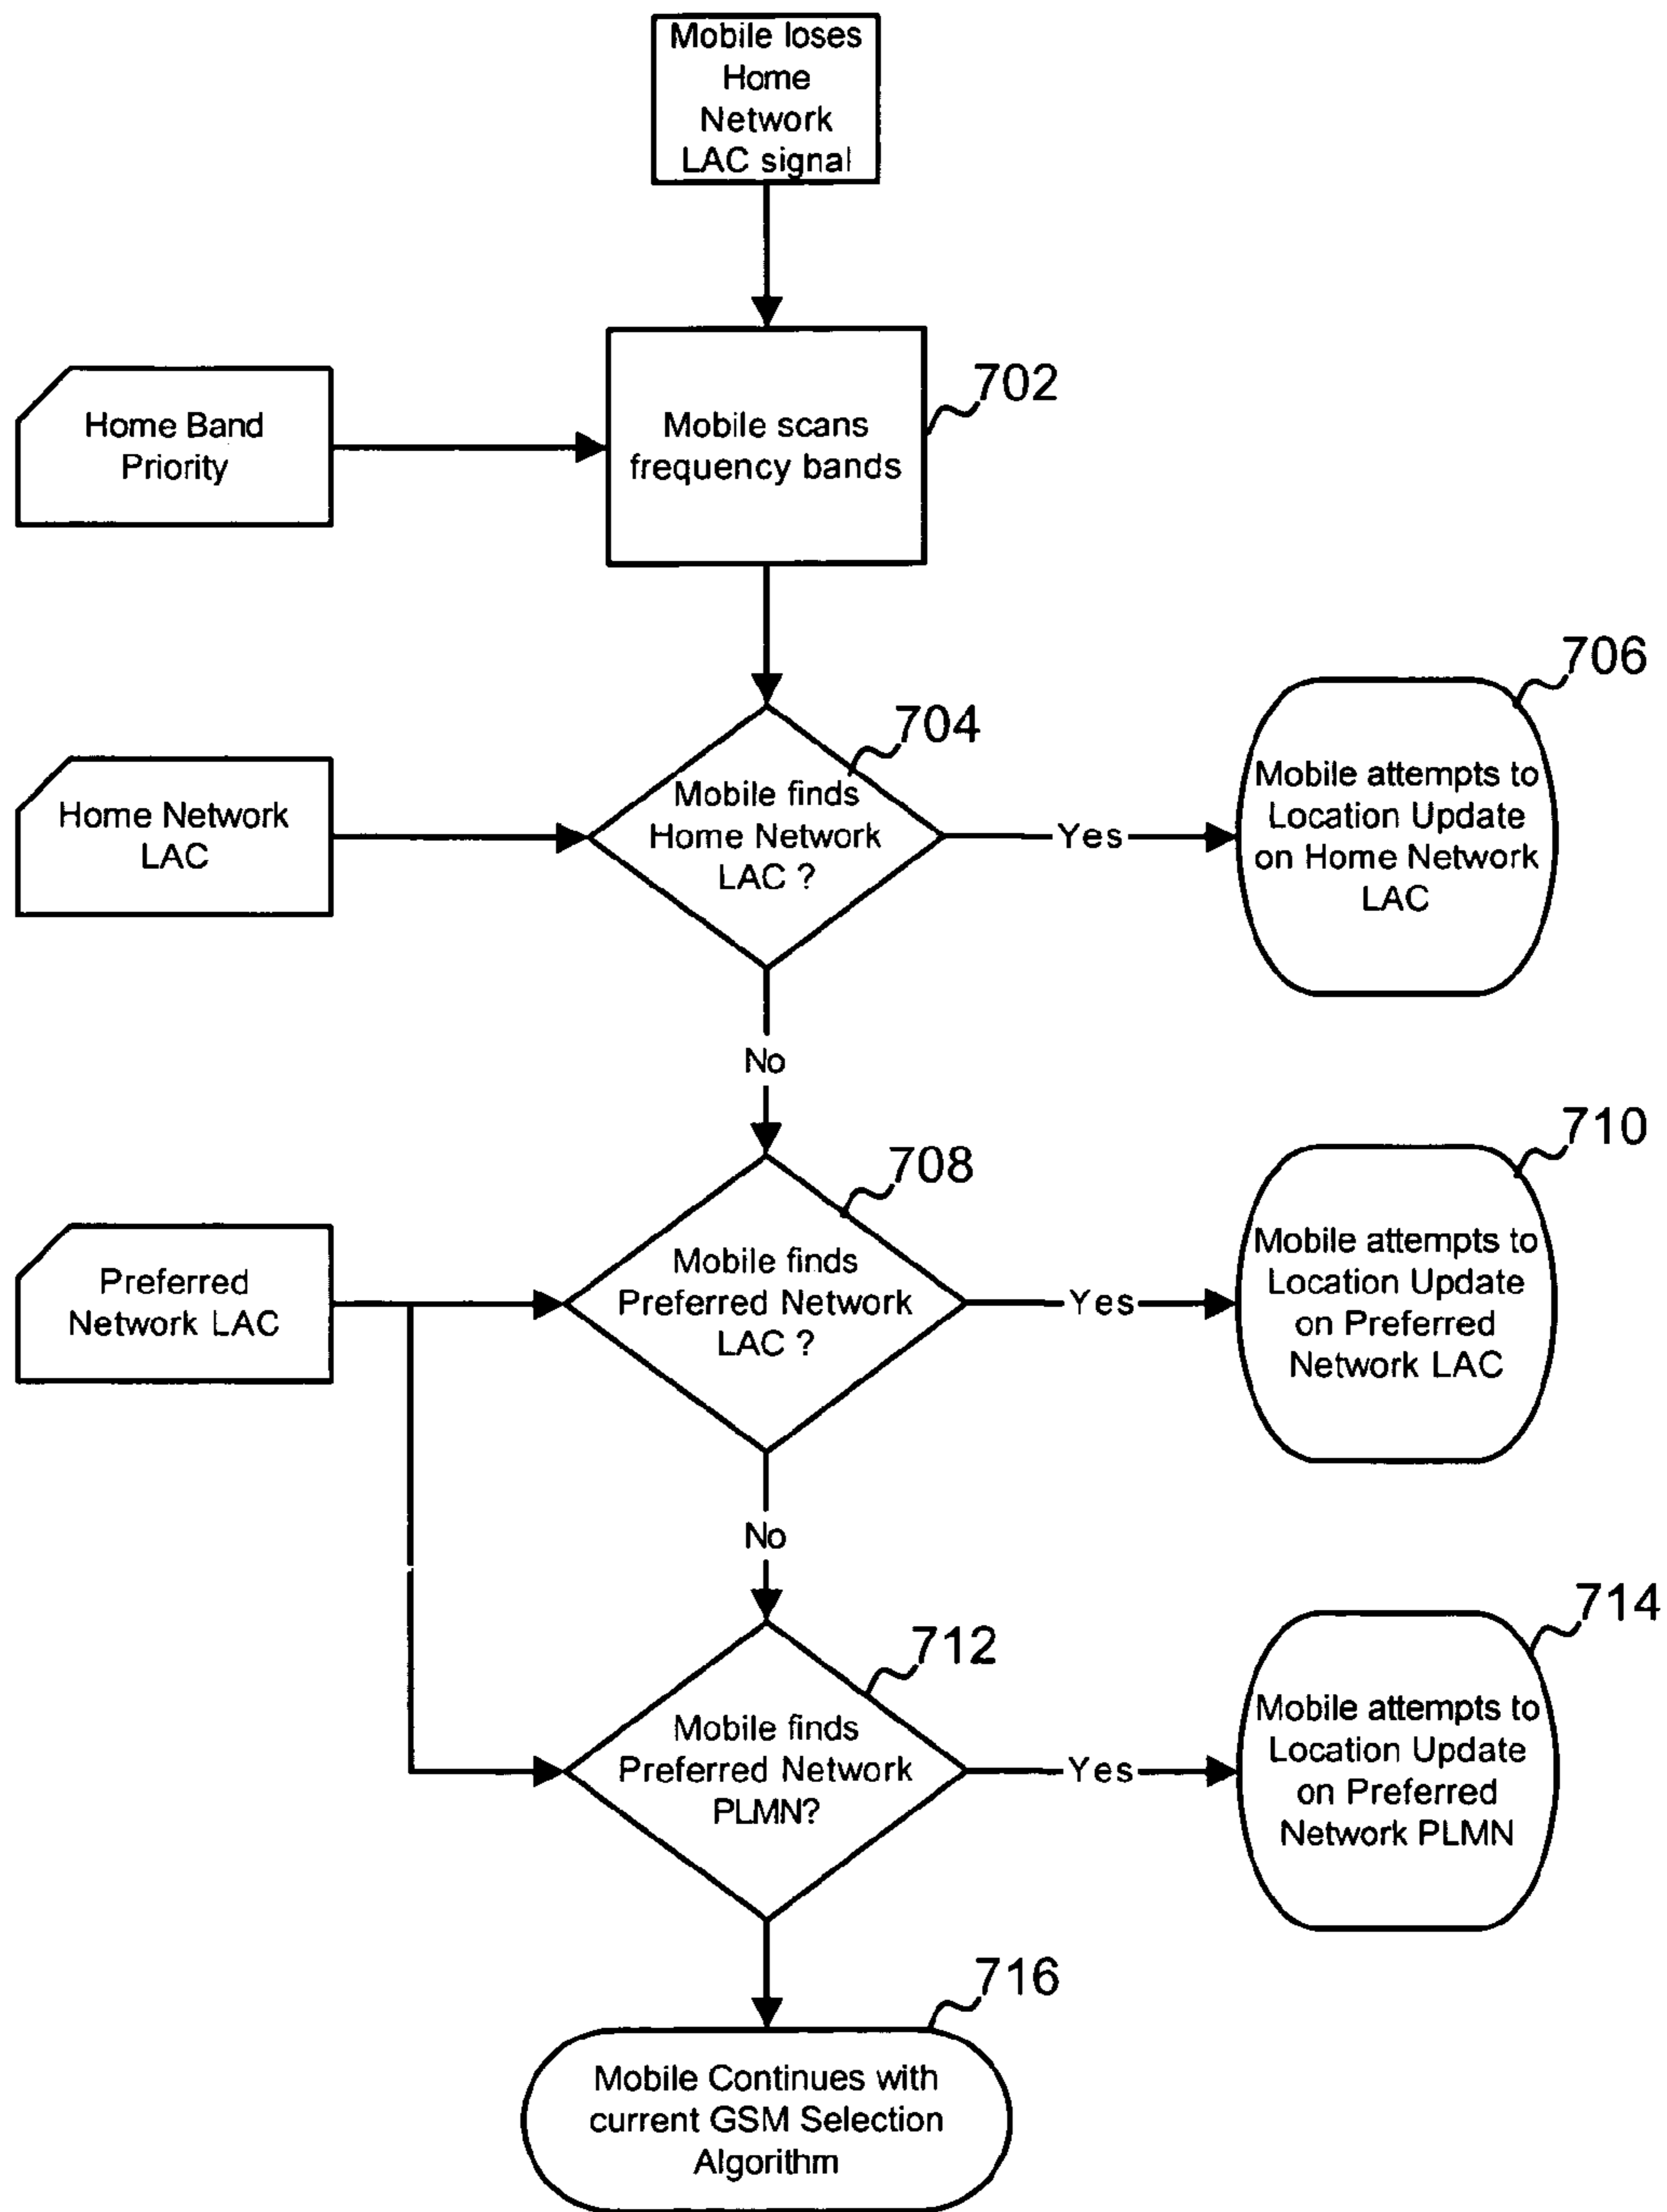 Mobile loses
Home
Network
LAC signal
702
Home Band
Priority
Mobile scans
frequency bands
706
704
Home Network
LAC
Mobile finds
Home Network
LAC ?
Yes
Mobile attempts to
Location Update
on Home Network
LAC
No
710
708
Preferred
Network LAC
Mobile finds
Preferred Network
LAC ?
Yes
Mobile attempts to
Location Update
on Preferred
Network LAC
No
714
712
Mobile finds
Preferred Network
PLMN?
Yes
Mobile attempts to
Location Update
on Preferred
Network PLMN
716
Mobile Continues with
current GSM Selection
Algorithm